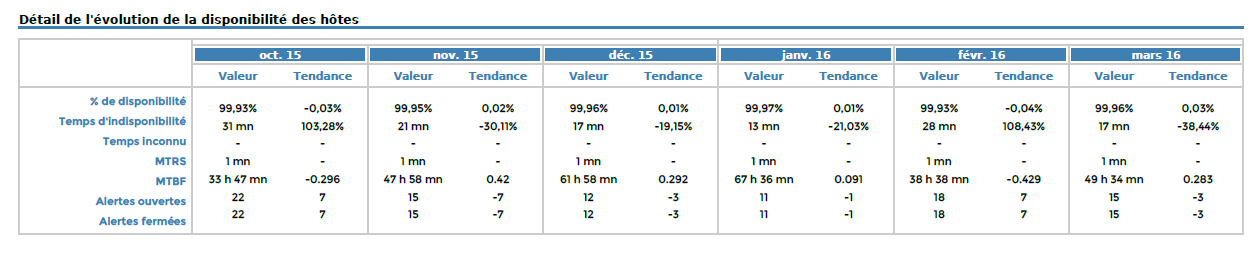 Détail de l'évolution de la disponibilité des hôtes
oct. 15 nov. 15 déc. 15 janv. 16 févr. 16 mars 16
Valeur Tendance Valeur Tendance Valeur Tendance Valeur Tendance Valeur Tendance Valeur Tendance
% de disponibilité 99,93% -0,03% 99,95% 0,02% 99,96% 0,01% 99,97% 0,01% 99,93% -0,04% 99,96% 0,03%
Temps d'indisponibilité 31 mn 103,28% 21 mn -30,11% 17 mn -19,15% 13 mn -21,03% 28 mn 108,43% 17 mn -38,44%
Temps inconnu - - - - - - - - - - - -
MTRS 1 mn - 1 mn - 1 mn - 1 mn - 1 mn - 1 mn -
MTBF 33 h 47 mn -0.296 47 h 58 mn 0.42 61 h 58 mn 0.292 67 h 36 mn 0.091 38 h 38 mn -0.429 49 h 34 mn 0.283
Alertes ouvertes 22 7 15 -7 12 -3 11 -1 18 7 15 -3
Alertes fermées 22 7 15 -7 12 -3 11 -1 18 7 15 -3